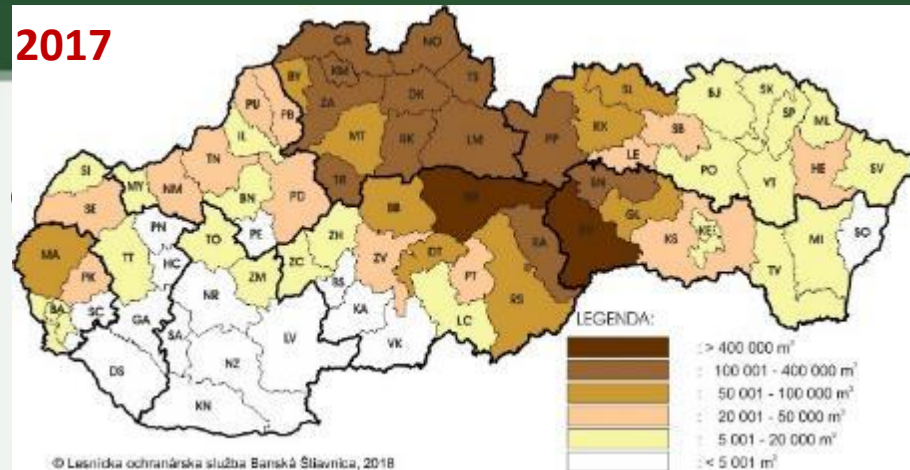 2017
CA
NO
BY
KM
TS
PU
PB
ZA
DK
IL
MT
RK
LM
PP
SL
KK
SB
LE
BJ
SK
SP
ML
HE
SV
PO
VT
SI
MY
NM
TN
BN
PD
TR
SE
PN
PE
BB
SN
GL
KS
KE
SO
MI
TV
MA
PK
TT
HC
TO
ZM
ZC
ZH
ZV
DT
PT
RA
RS
BS
BA
SC
GA
NR
SA
LV
KA
LC
VK
DS
NZ
KN
LEGENDA:
: > 400 000 m³
: 100 001 - 400 000 m³
: 50 001 - 100 000 m³
: 20 001 - 50 000 m³
: 5 001 - 20 000 m³
: < 5 001 m³
© Lesnícka ochranárska služba Banská Štiavnica, 2018